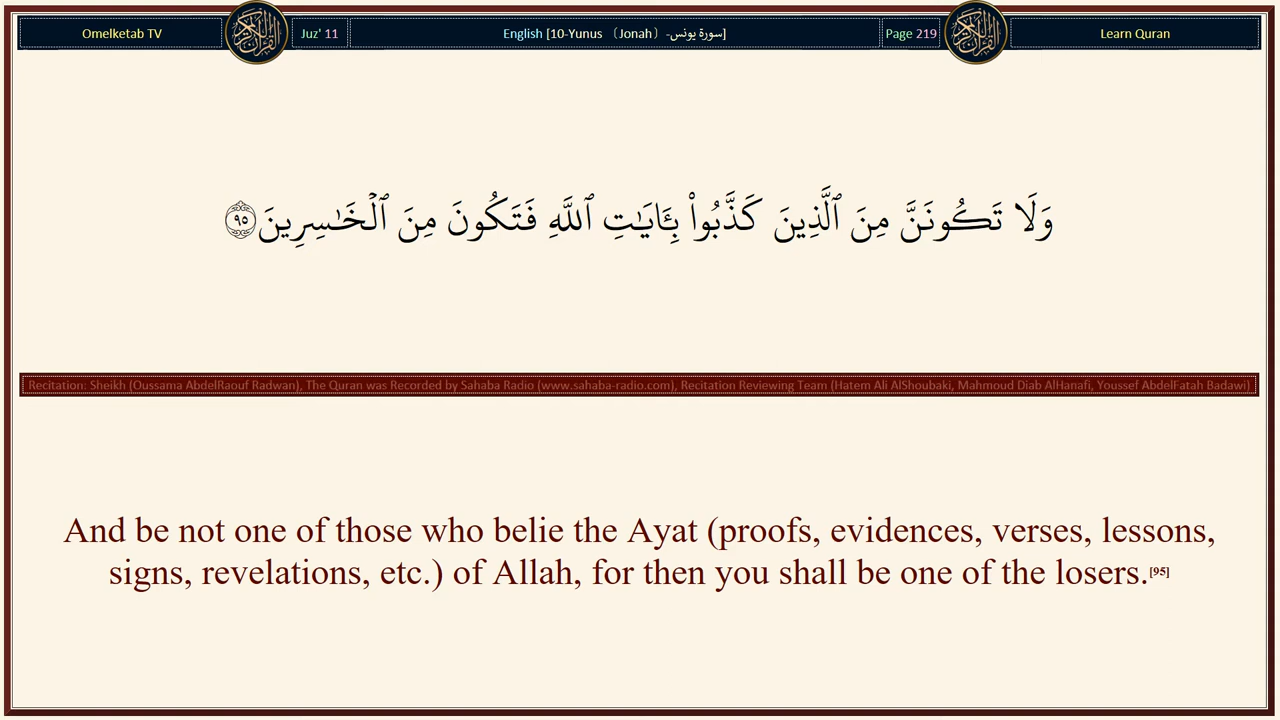 Omelketab TV
Juz' 11
English [10-Yunus （Jonah）-سورة يونس]
Page 219
Learn Quran
وَلَا تَكُونَنَّ مِنَ ٱلَّذِينَ كَذَّبُوا۟ بِـَٔايَـٰتِ ٱللَّهِ فَتَكُونَ مِنَ ٱلْخَـٰسِرِينَ ٩٥
Recitation: Sheikh (Oussama AbdelRaouf Radwan), The Quran was Recorded by Sahaba Radio (www.sahaba-radio.com), Recitation Reviewing Team (Hatem Ali AlShoubaki, Mahmoud Diab AlHanafi, Youssef AbdelFatah Badawi)
And be not one of those who belie the Ayat (proofs, evidences, verses, lessons,
signs, revelations, etc.) of Allah, for then you shall be one of the losers.[95]